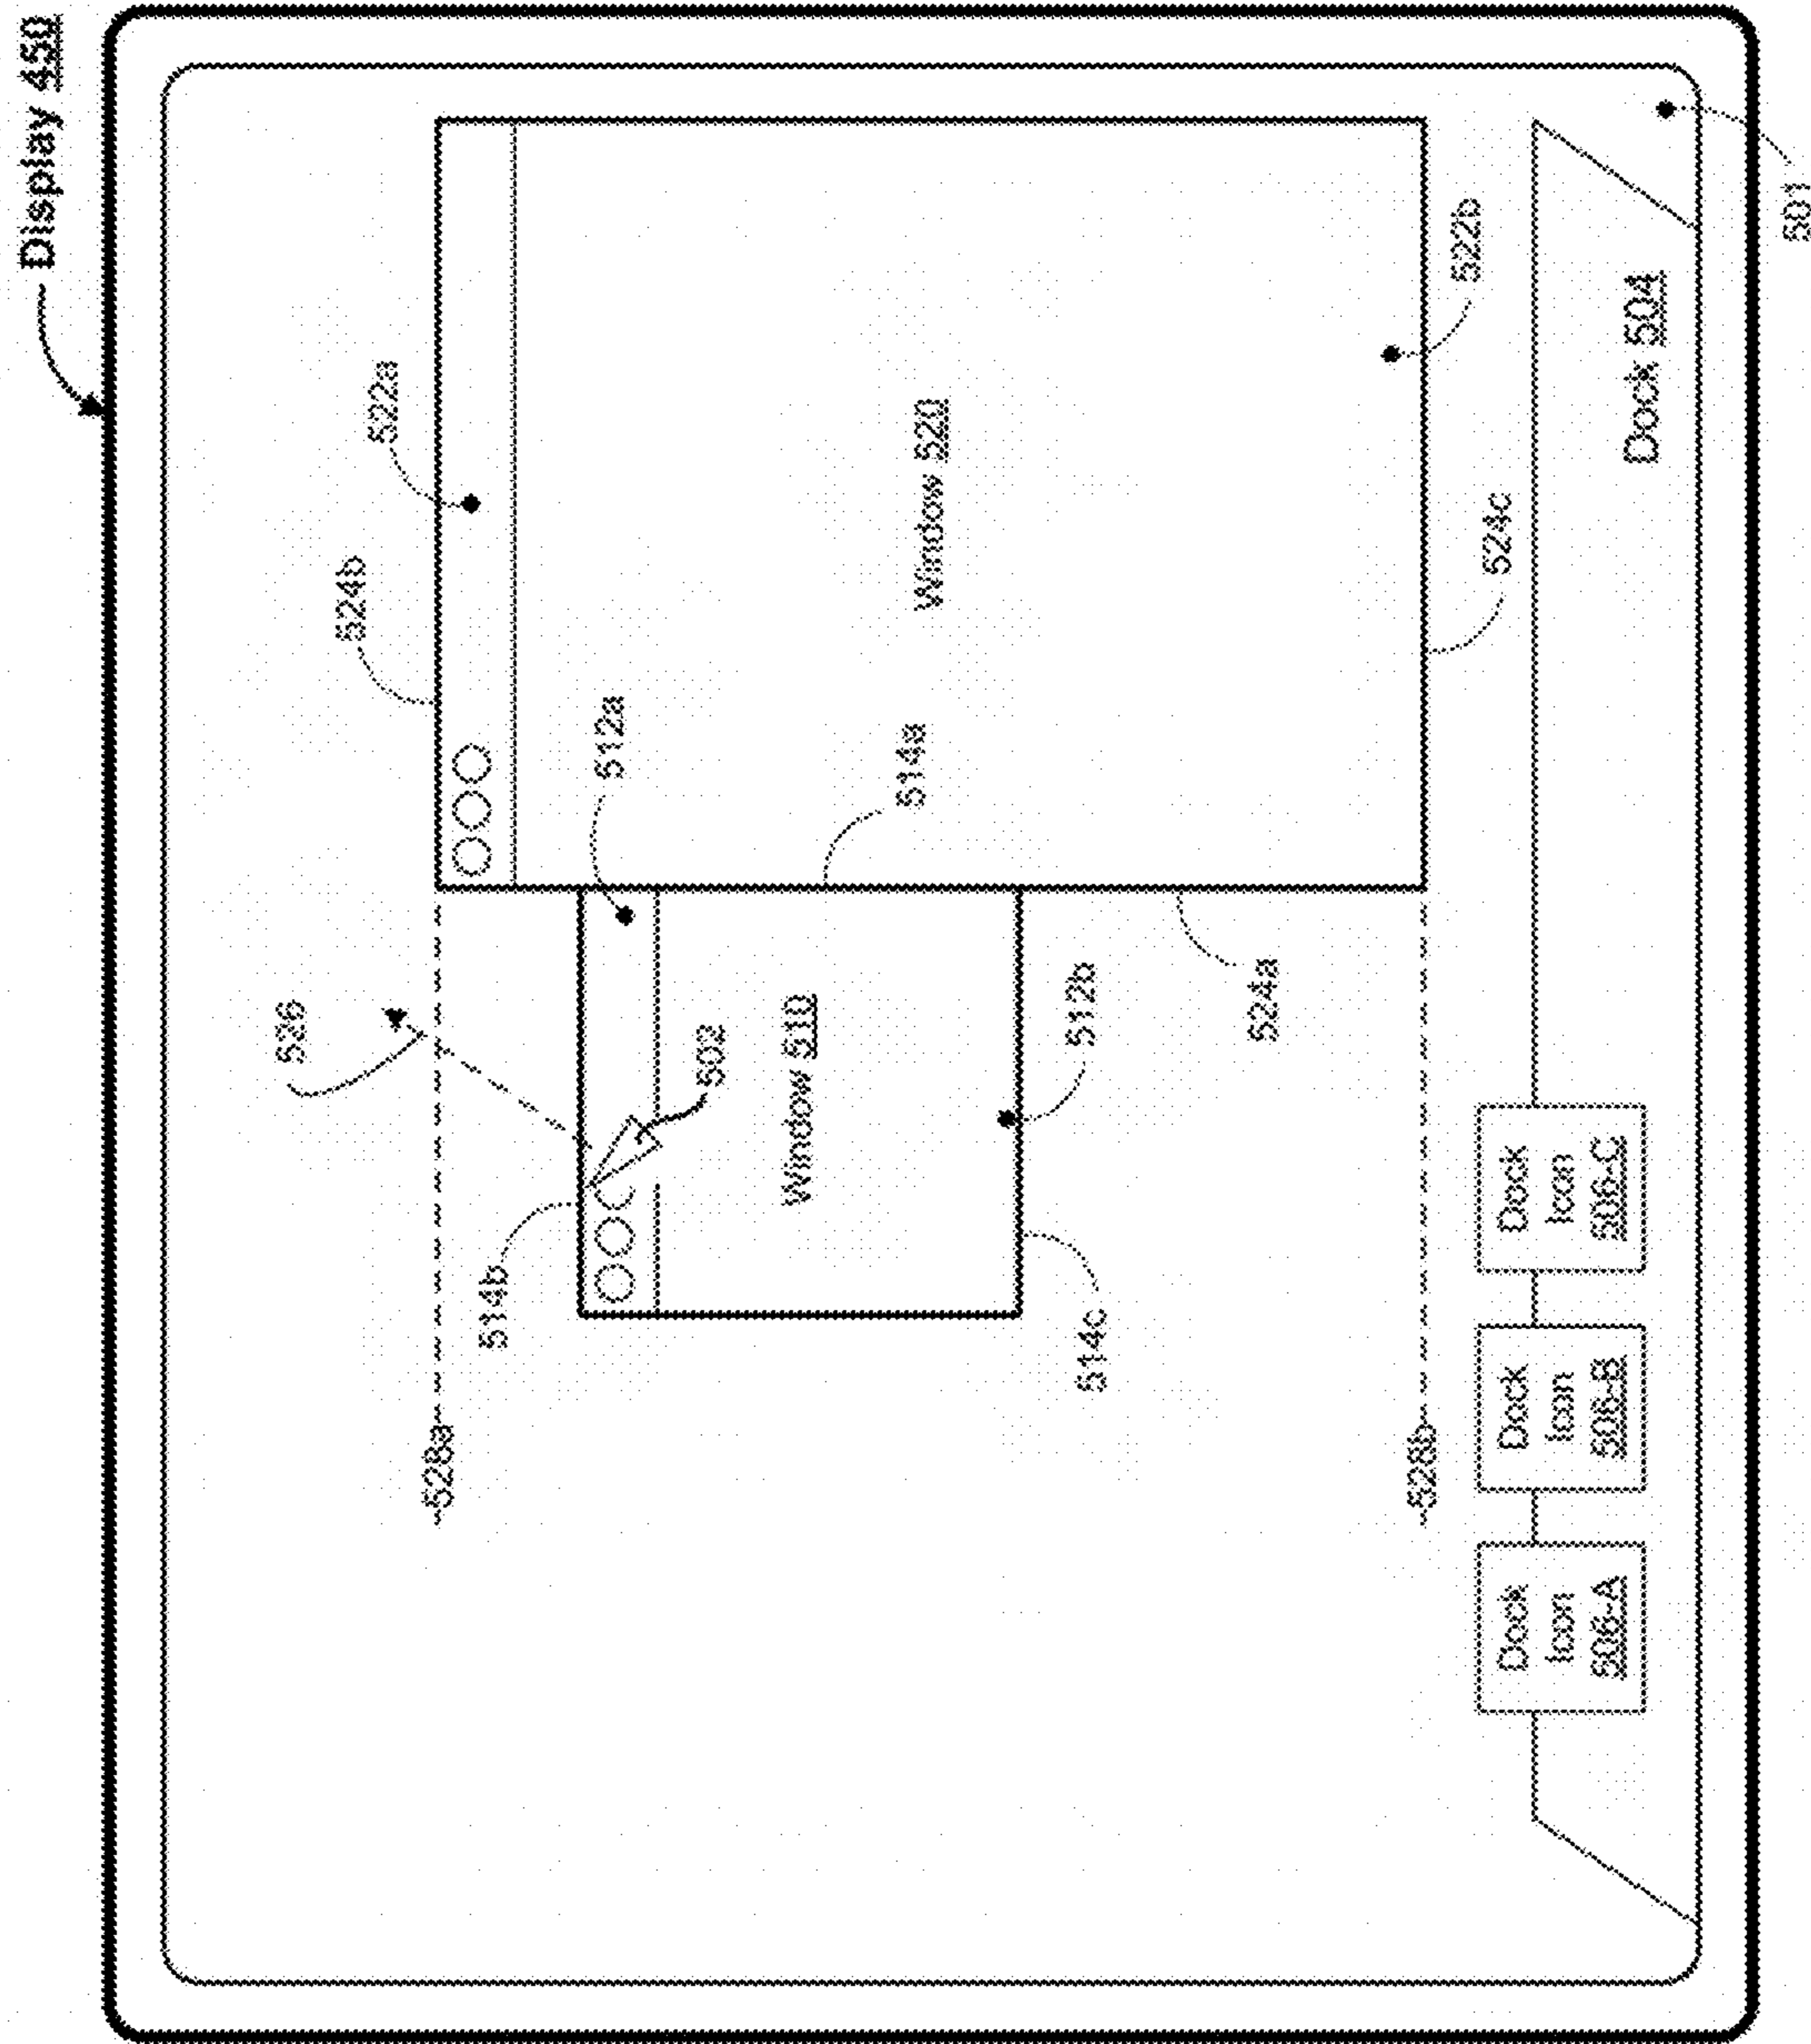 Display 450
526
524b
522a
528a
514b
512a
502
Window 510
514a
Window 520
512b
514c
524a
528b
522b
524c
Dock
Icon
506-A
Dock
Icon
506-B
Dock
Icon
506-C
Dock 504
501